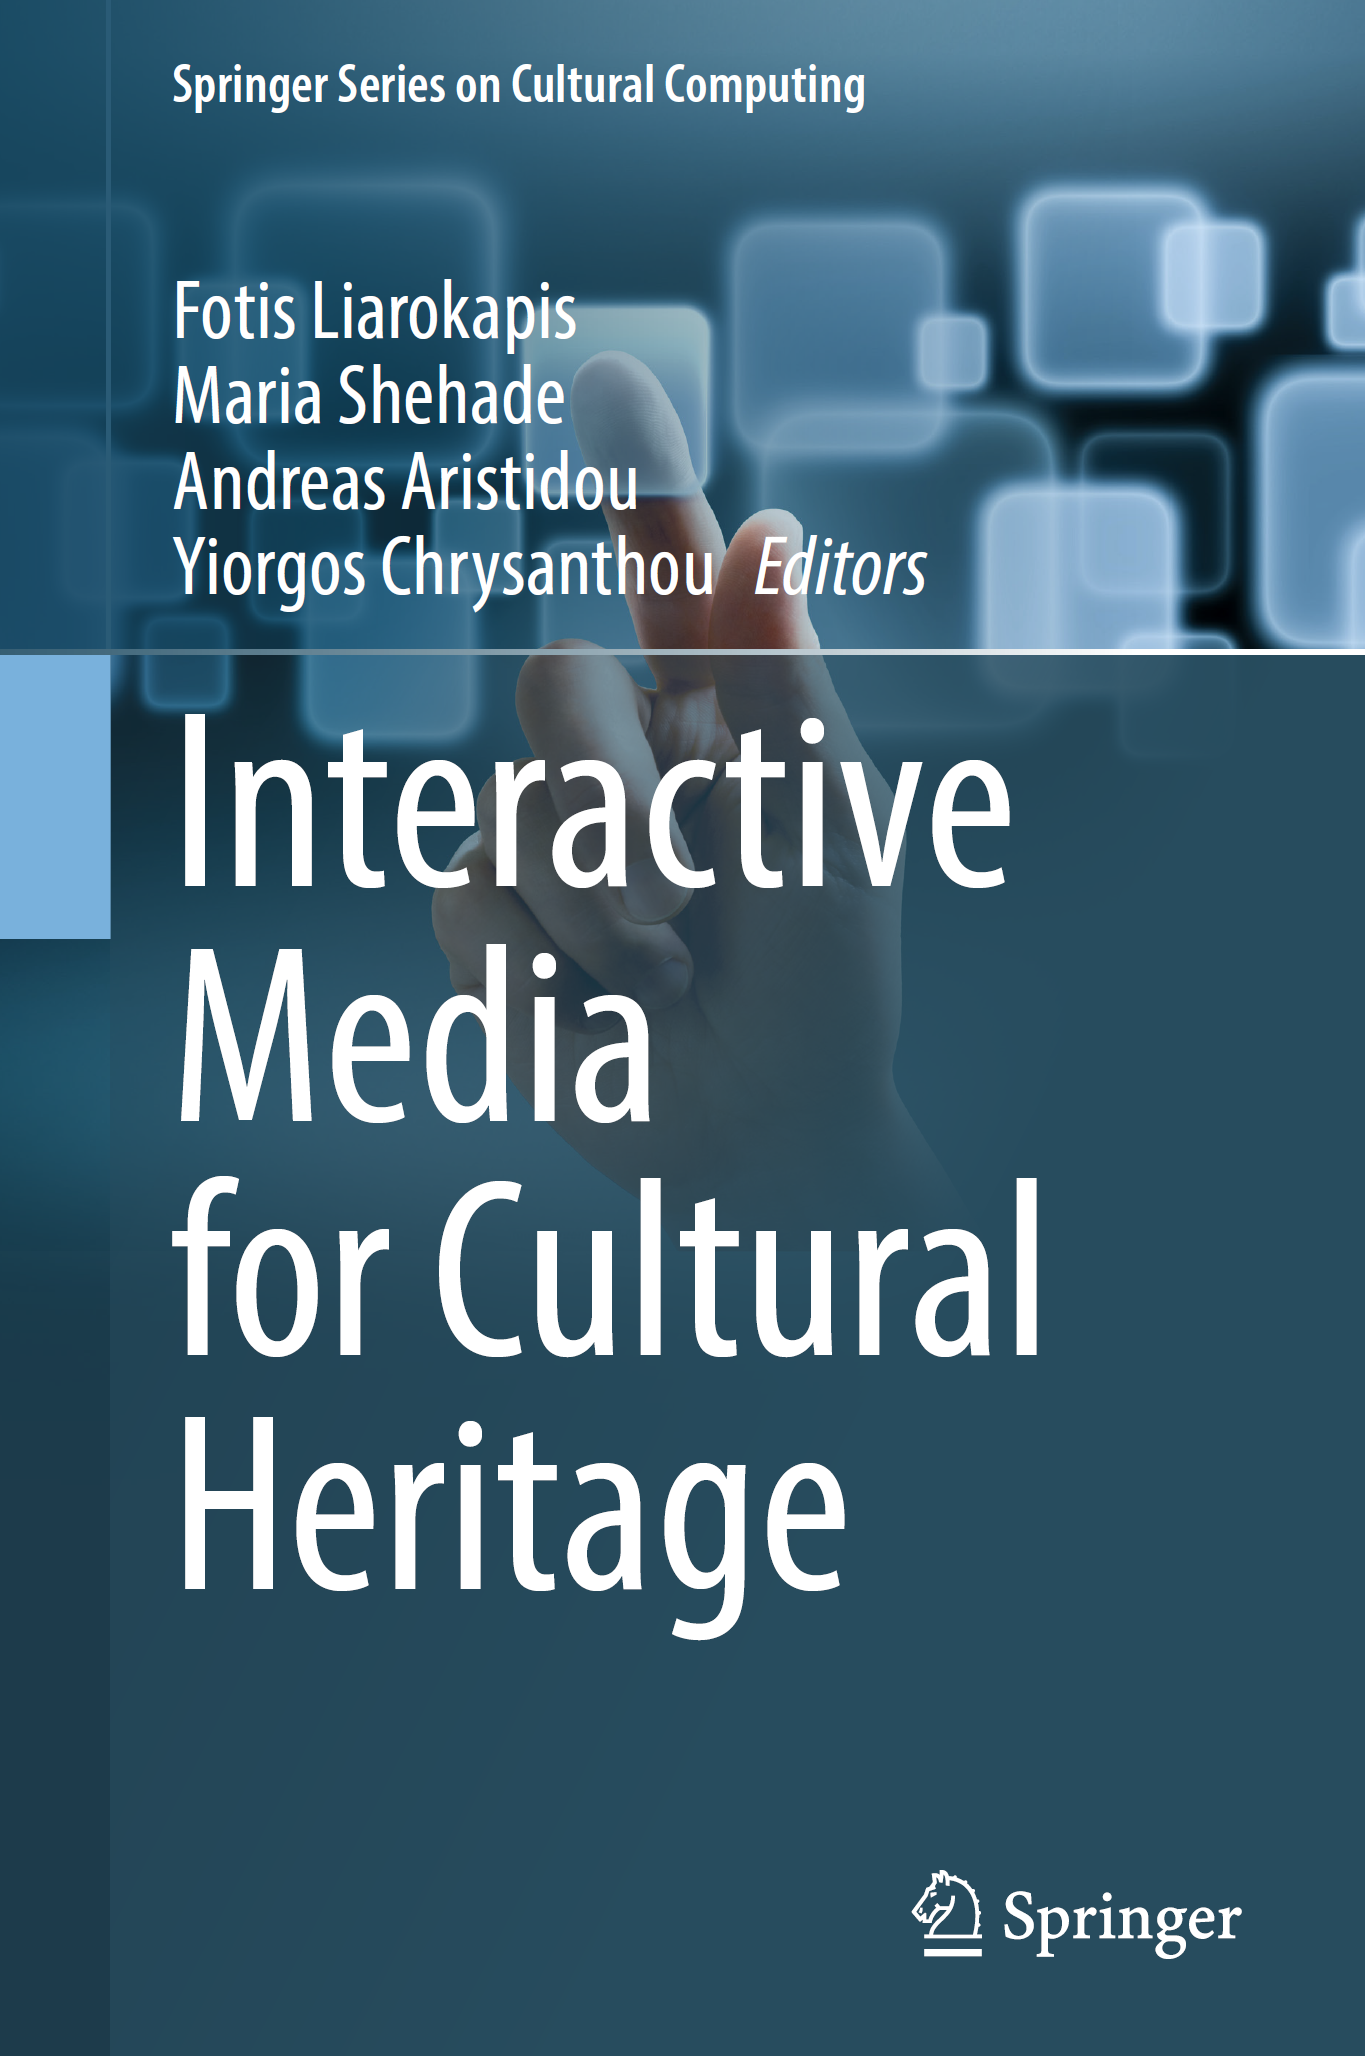 Springer Series on Cultural Computing
Fotis Liarokapis
Maria Shehade
Andreas Aristidou
Yiorgos Chrysanthou Editors
Interactive
Media
for Cultural
Heritage
Springer